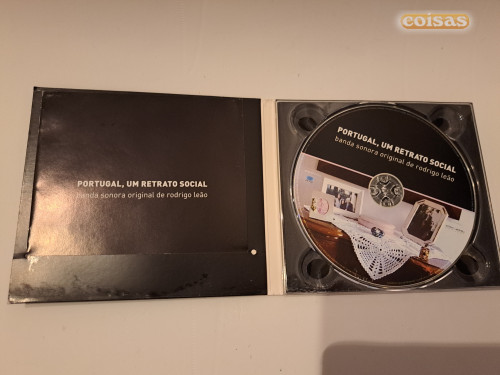 coisas
PORTUGAL, UM RETRATO SOCIAL
banda sonora original de rodrigo leão
PORTUGAL, UM RETRATO SOCIAL
banda sonora original de rodrigo leão